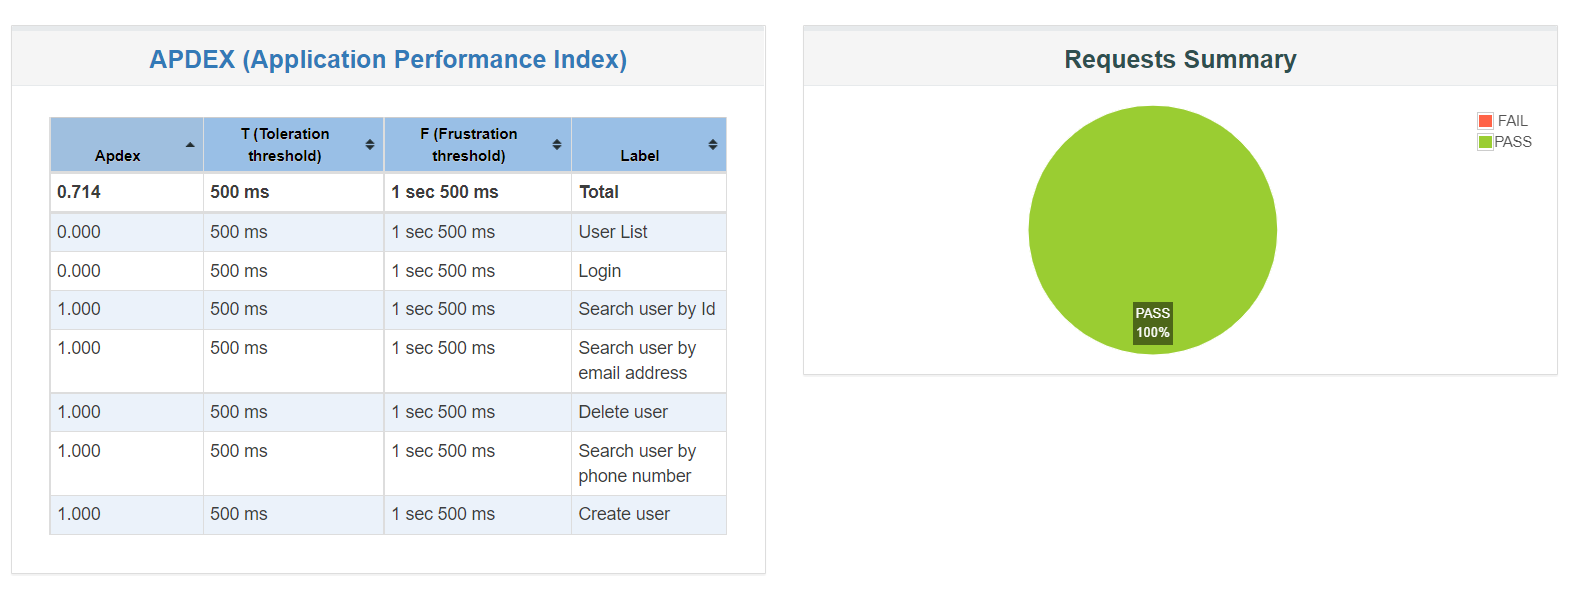 APDEX (Application Performance Index)
Apdex T (Toleration threshold) F (Frustration threshold) Label
0.714 500 ms 1 sec 500 ms Total
0.000 500 ms 1 sec 500 ms User List
0.000 500 ms 1 sec 500 ms Login
1.000 500 ms 1 sec 500 ms Search user by Id
1.000 500 ms 1 sec 500 ms Search user by email address
1.000 500 ms 1 sec 500 ms Delete user
1.000 500 ms 1 sec 500 ms Search user by phone number
1.000 500 ms 1 sec 500 ms Create user
Requests Summary
FAIL
PASS
PASS
100%